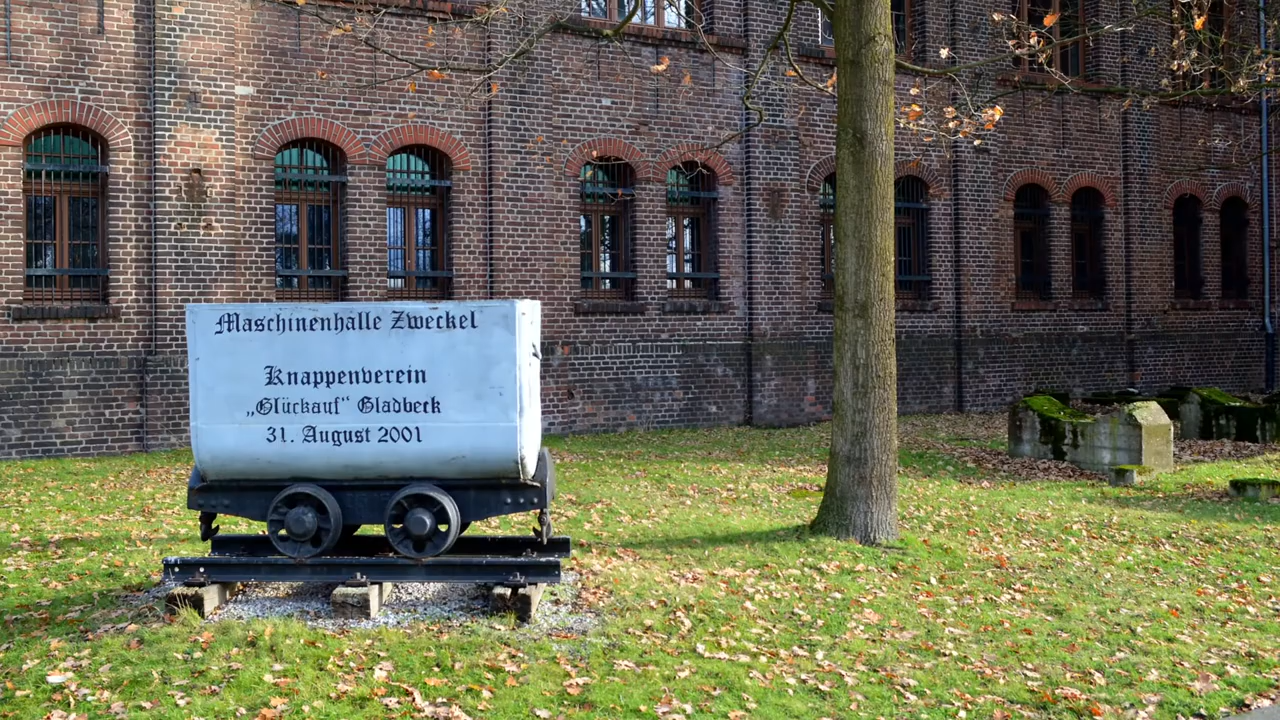 Maschinenhalle Zweckel
Knappenverein
„Glückauf“ Gladbeck
31. August 2001